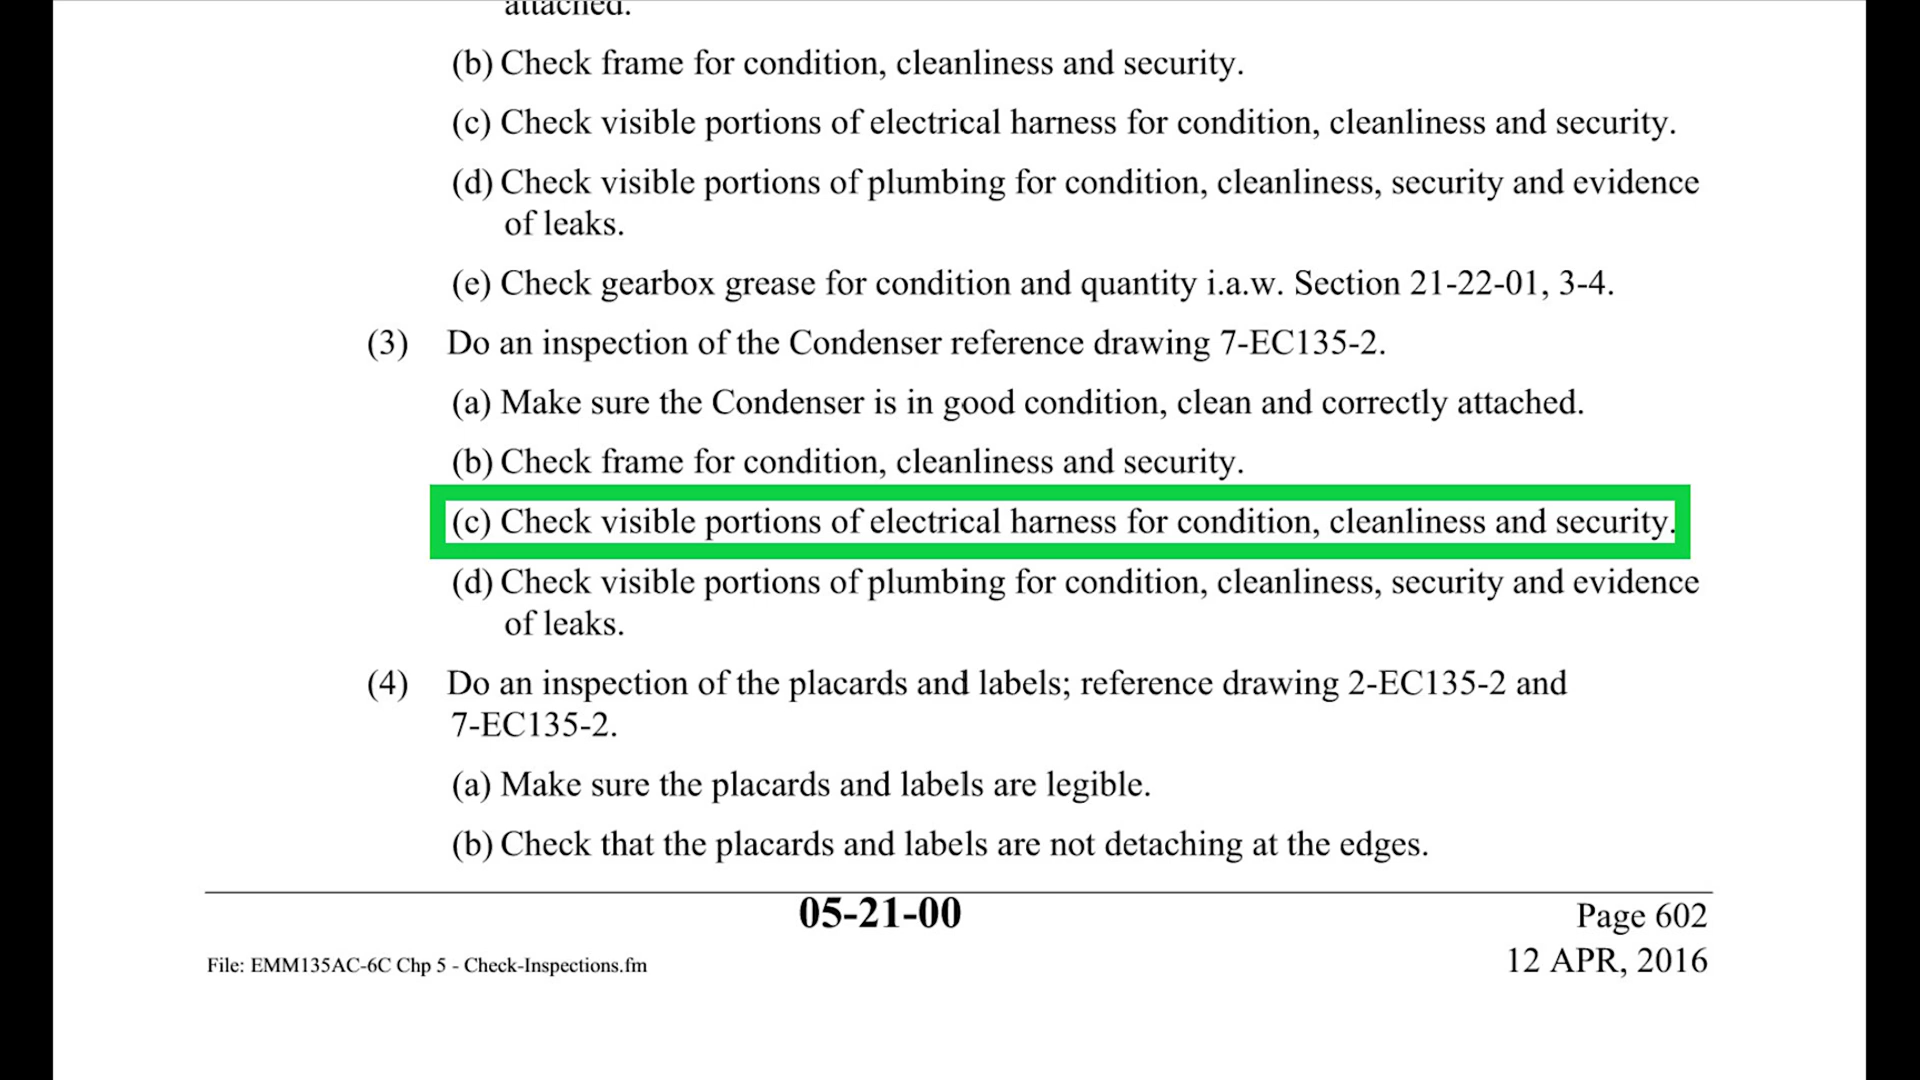 attached.
(b) Check frame for condition, cleanliness and security.
(c) Check visible portions of electrical harness for condition, cleanliness and security.
(d) Check visible portions of plumbing for condition, cleanliness, security and evidence
of leaks.
(e) Check gearbox grease for condition and quantity i.a.w. Section 21-22-01, 3-4.
(3) Do an inspection of the Condenser reference drawing 7-EC135-2.
(a) Make sure the Condenser is in good condition, clean and correctly attached.
(b) Check frame for condition, cleanliness and security.
(c) Check visible portions of electrical harness for condition, cleanliness and security.
(d) Check visible portions of plumbing for condition, cleanliness, security and evidence
of leaks.
(4) Do an inspection of the placards and labels; reference drawing 2-EC135-2 and
7-EC135-2.
(a) Make sure the placards and labels are legible.
(b) Check that the placards and labels are not detaching at the edges.
05-21-00
Page 602
File: EMM135AC-6C Chp 5 - Check-Inspections.fm
12 APR, 2016